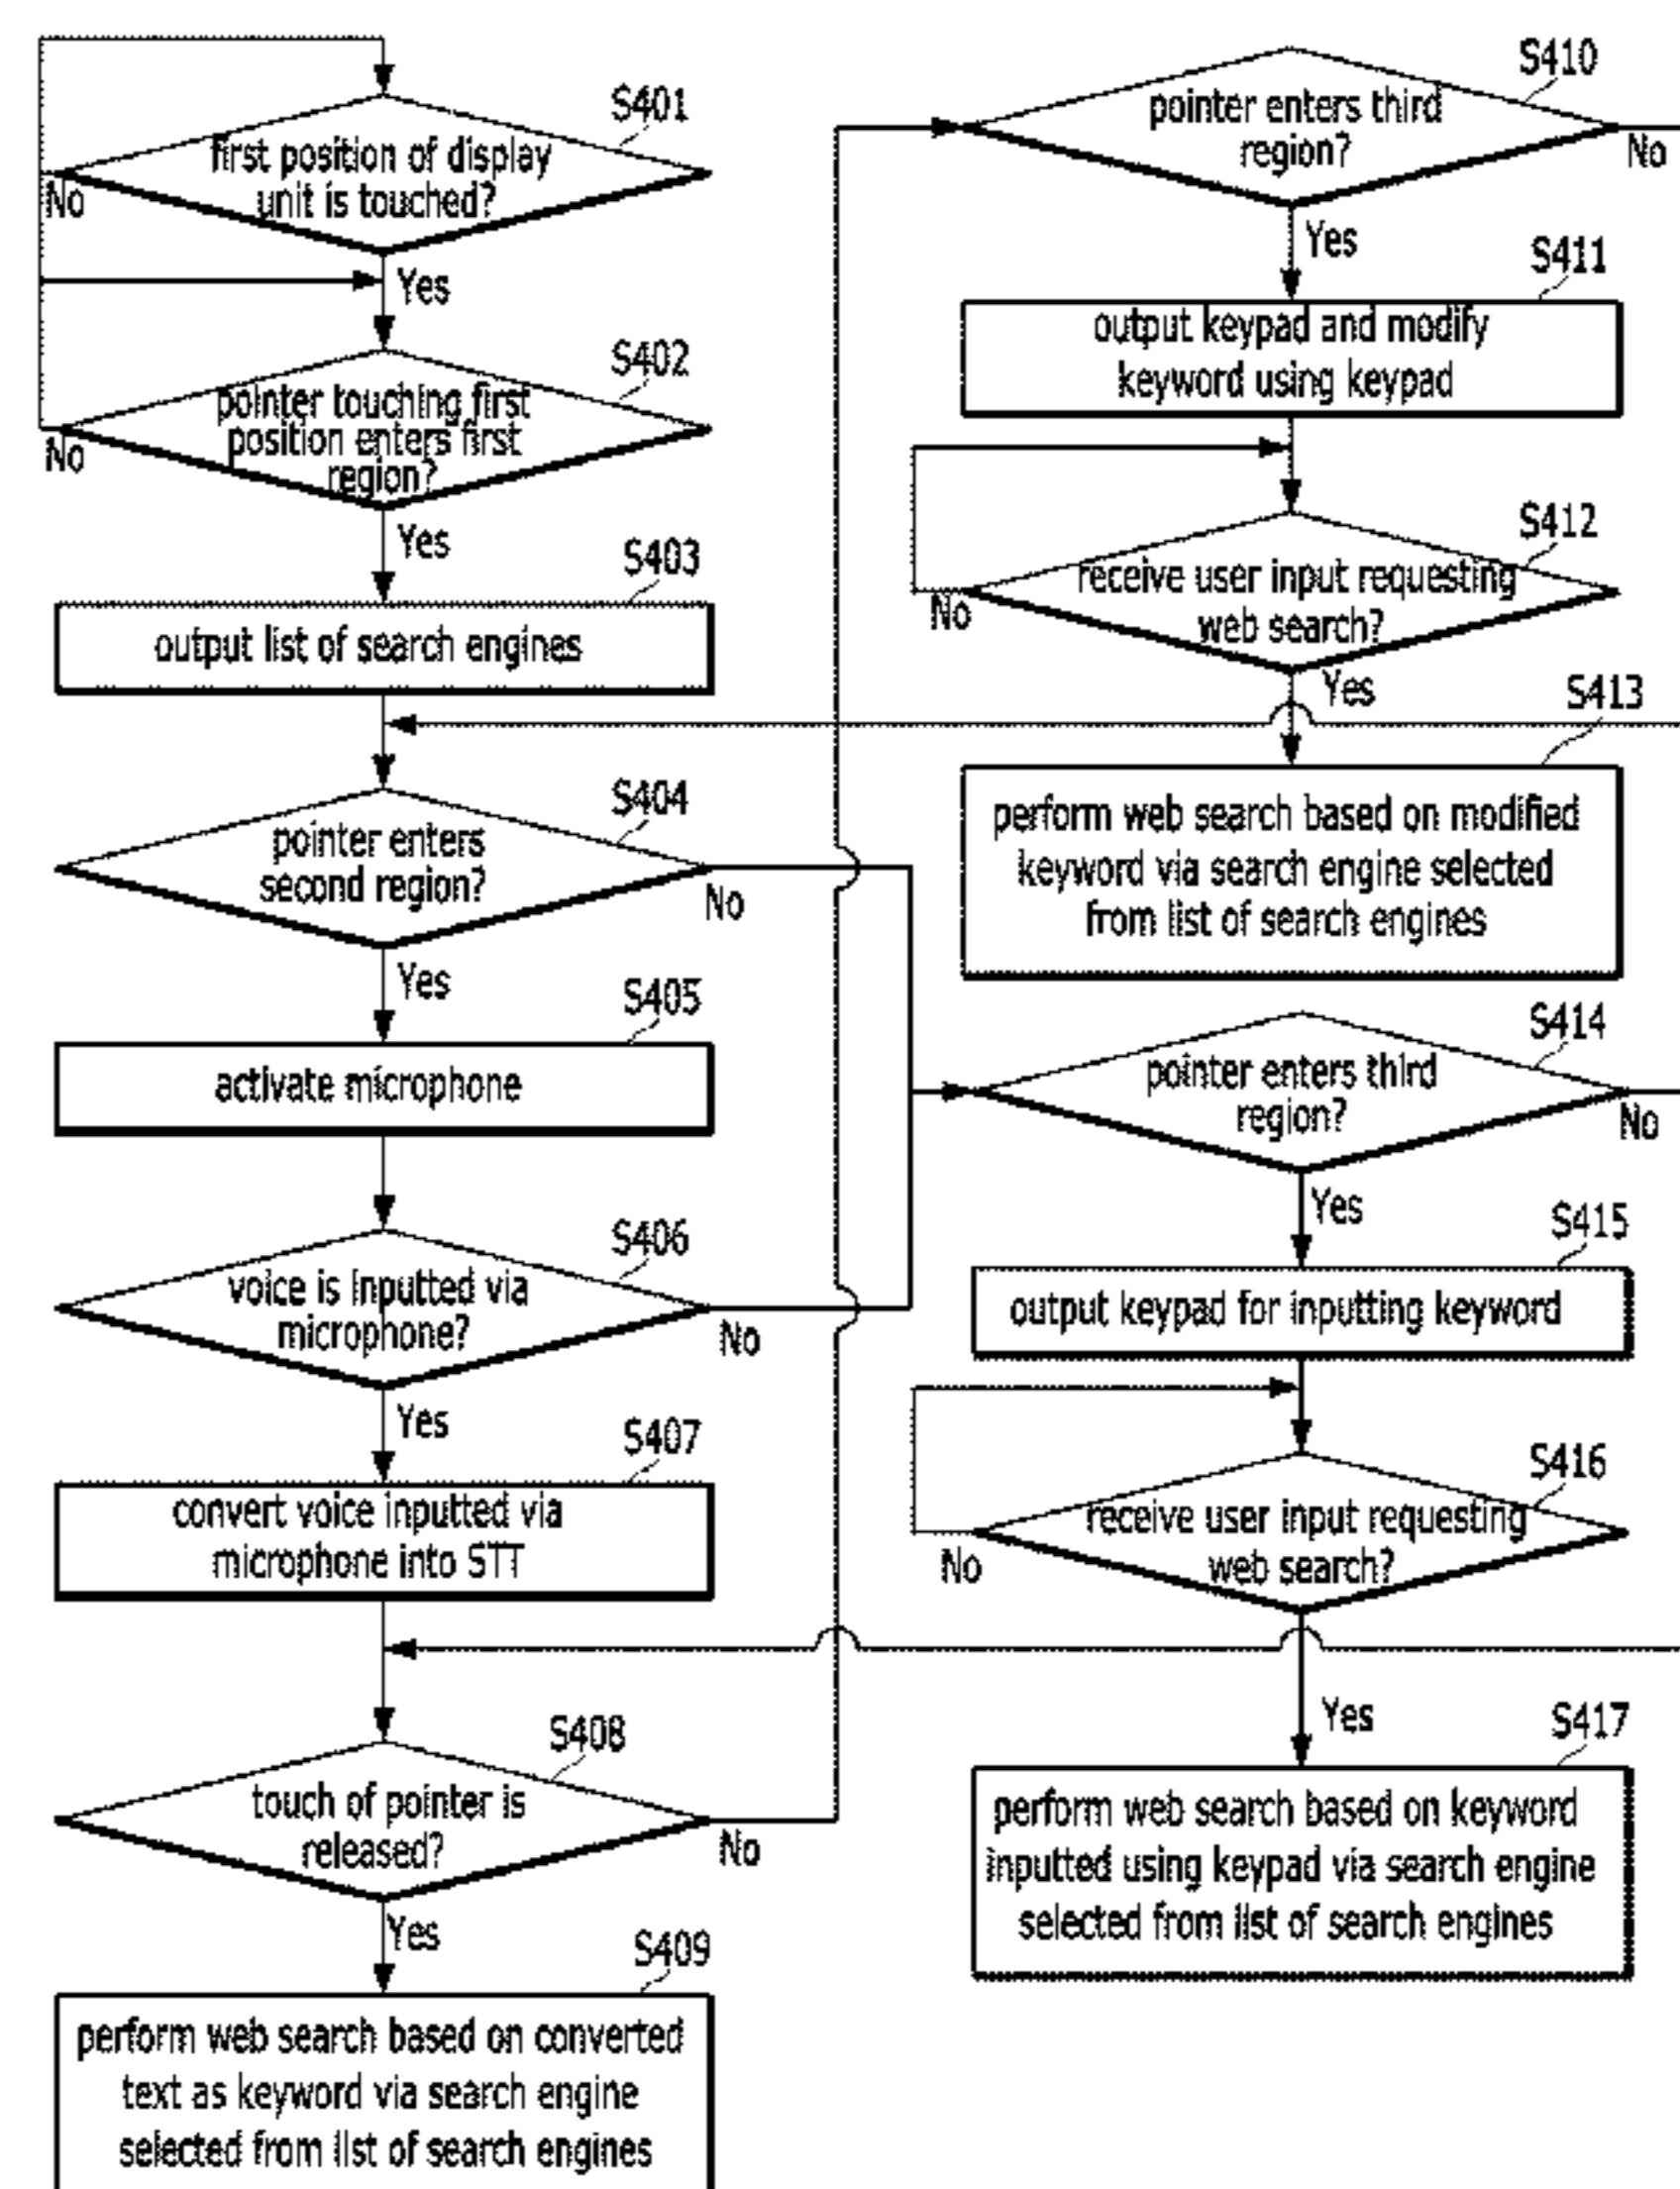 S401
first position of display
unit is touched?
No
Yes
S402
pointer touching first
position enters first
region?
No
Yes
S403
output list of search engines
S404
pointer enters
second region?
No
Yes
S405
activate microphone
S406
voice is inputted via
microphone?
No
Yes
S407
convert voice inputted via
microphone into STT
S408
touch of pointer is
released?
No
Yes
S409
perform web search based on converted
text as keyword via search engine
selected from list of search engines
S410
pointer enters third
region?
No
Yes
S411
output keypad and modify
keyword using keypad
S412
receive user input requesting
web search?
No
Yes
S413
perform web search based on modified
keyword via search engine selected
from list of search engines
S414
pointer enters third
region?
No
Yes
S415
output keypad for inputting keyword
S416
receive user input requesting
web search?
No
Yes
S417
perform web search based on keyword
inputted using keypad via search engine
selected from list of search engines